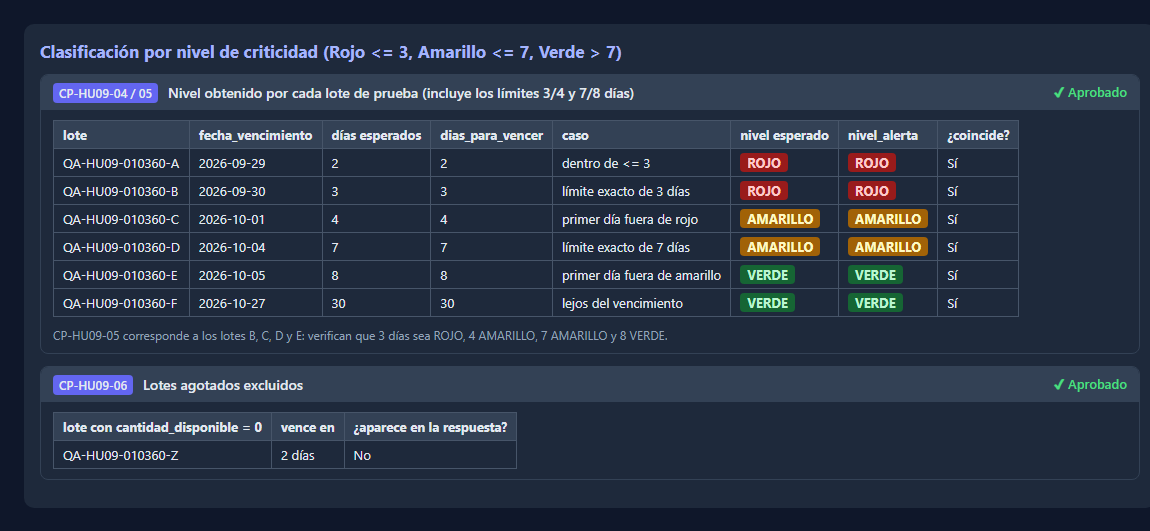 Clasificación por nivel de criticidad (Rojo <= 3, Amarillo <= 7, Verde > 7)
CP-HU09-04 / 05 Nivel obtenido por cada lote de prueba (incluye los límites 3/4 y 7/8 días) ✔ Aprobado
lote fecha_vencimiento días esperados dias_para_vencer caso nivel esperado nivel_alerta ¿coincide?
QA-HU09-010360-A 2026-09-29 2 2 dentro de <= 3 ROJO ROJO Sí
QA-HU09-010360-B 2026-09-30 3 3 límite exacto de 3 días ROJO ROJO Sí
QA-HU09-010360-C 2026-10-01 4 4 primer día fuera de rojo AMARILLO AMARILLO Sí
QA-HU09-010360-D 2026-10-04 7 7 límite exacto de 7 días AMARILLO AMARILLO Sí
QA-HU09-010360-E 2026-10-05 8 8 primer día fuera de amarillo VERDE VERDE Sí
QA-HU09-010360-F 2026-10-27 30 30 lejos del vencimiento VERDE VERDE Sí
CP-HU09-05 corresponde a los lotes B, C, D y E: verifican que 3 días sea ROJO, 4 AMARILLO, 7 AMARILLO y 8 VERDE.
CP-HU09-06 Lotes agotados excluidos ✔ Aprobado
lote con cantidad_disponible = 0 vence en ¿aparece en la respuesta?
QA-HU09-010360-Z 2 días No